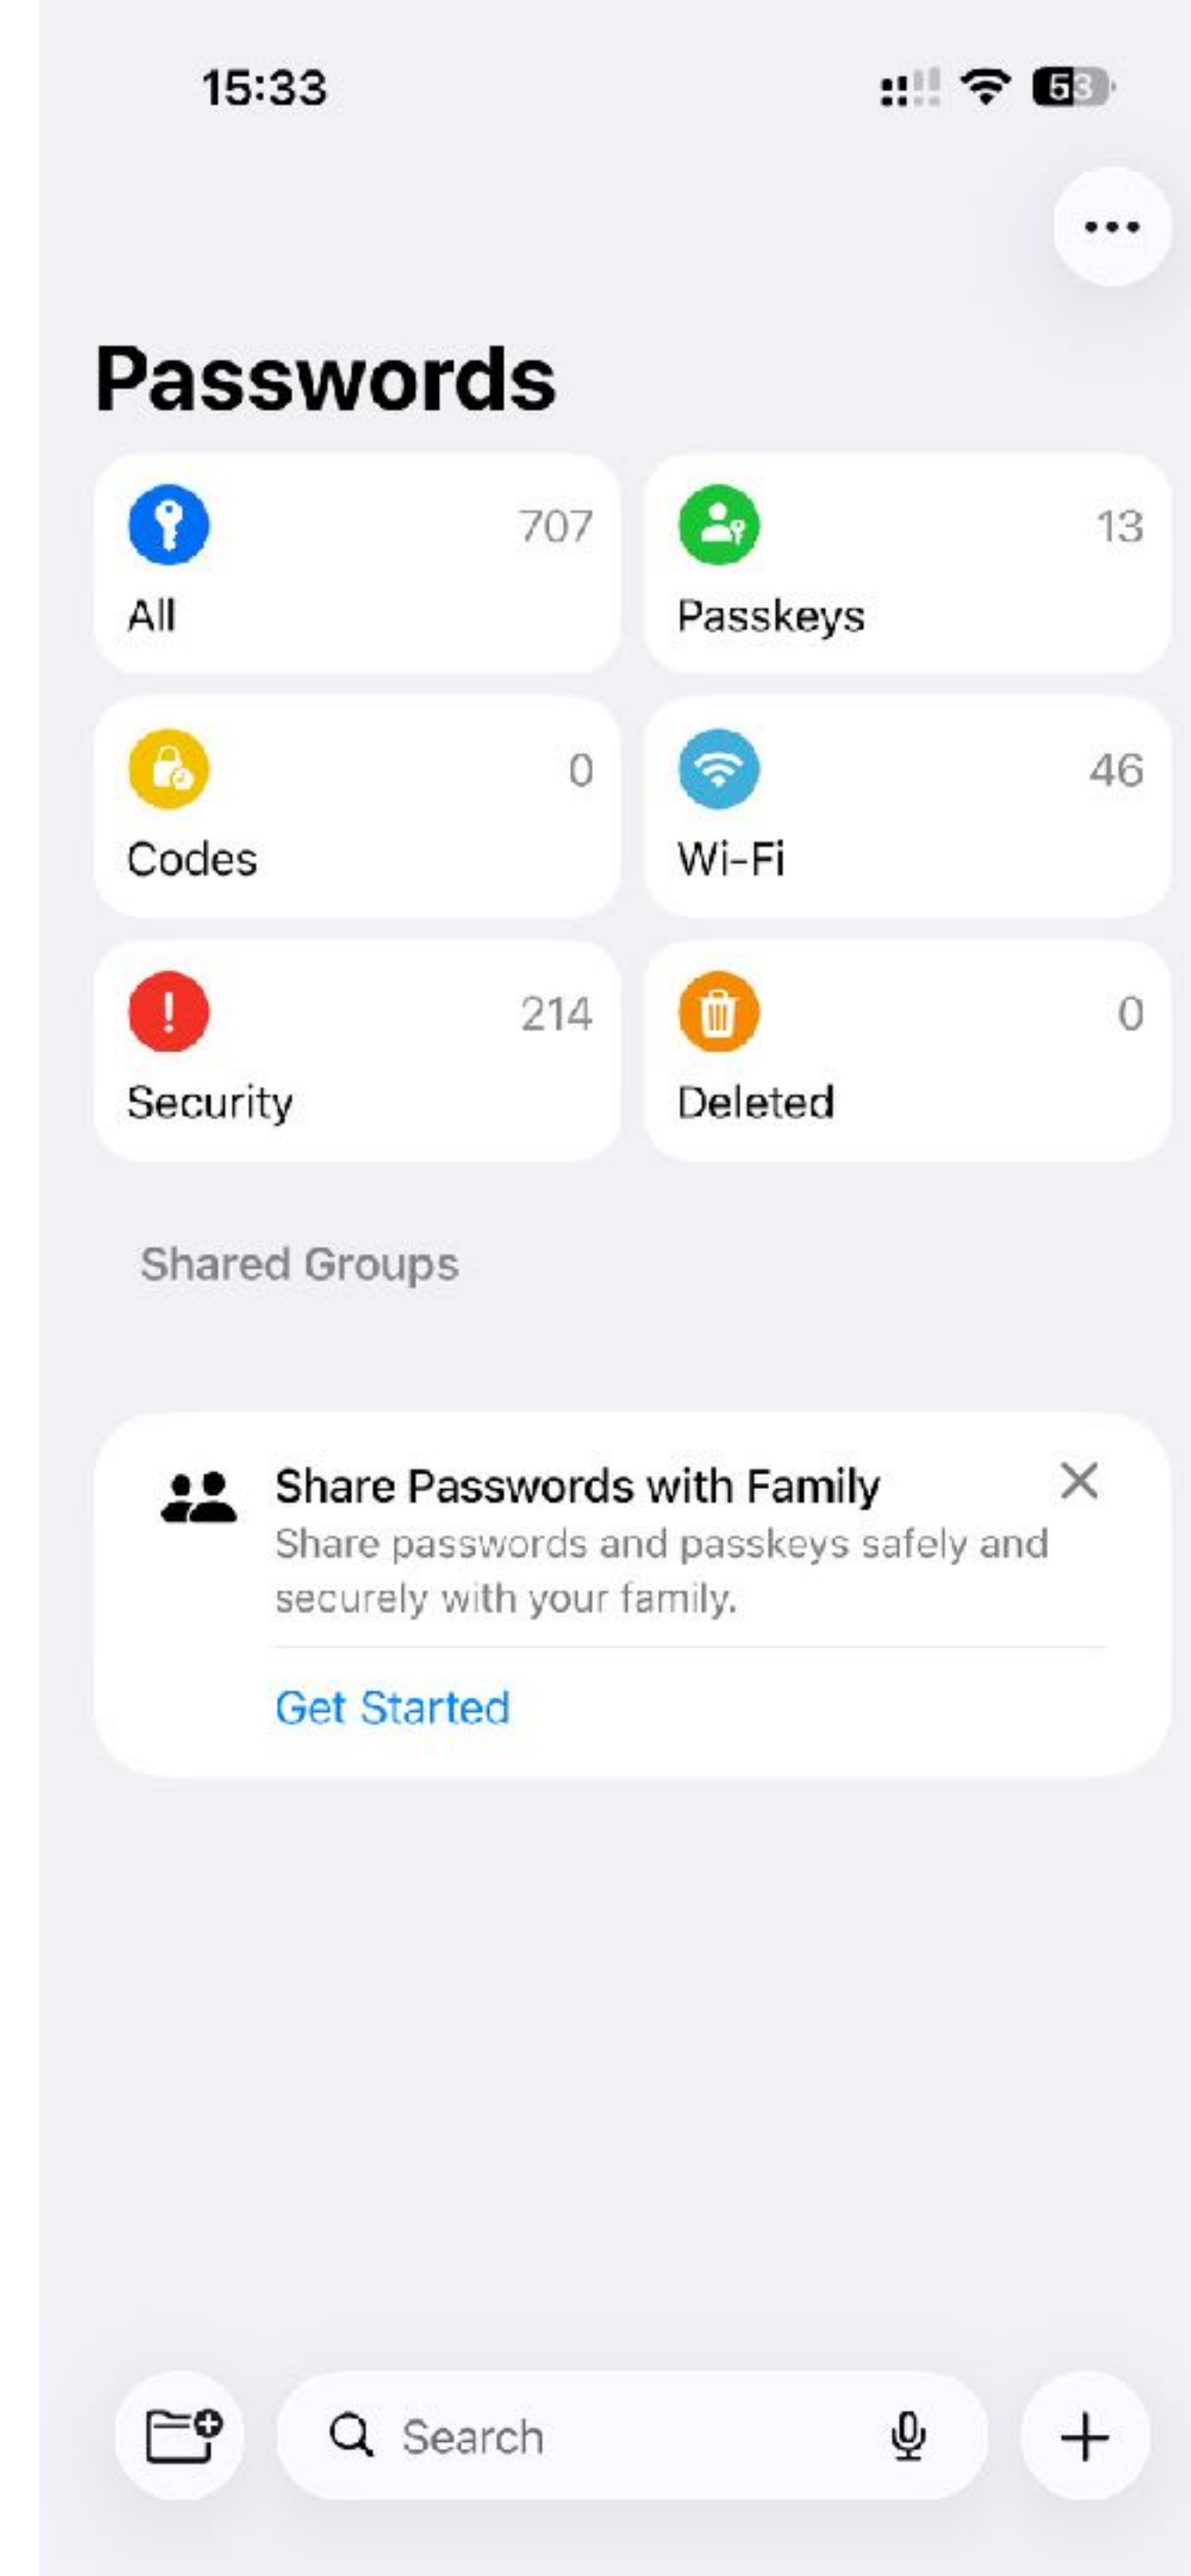 15:33
53
Passwords
707
All
13
Passkeys
0
Codes
46
Wi-Fi
214
Security
0
Deleted
Shared Groups
Share Passwords with Family
Share passwords and passkeys safely and
securely with your family.
Get Started
Search